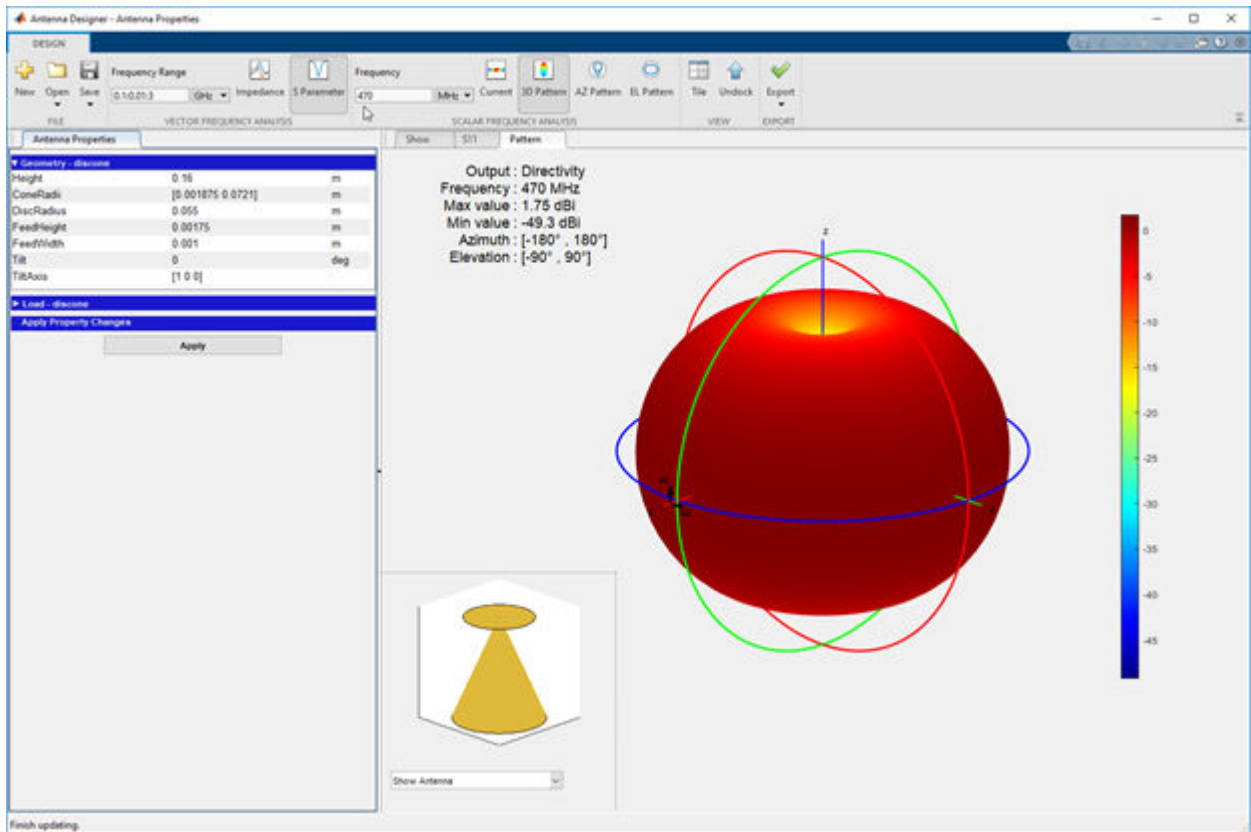 Antenna Designer - Antenna Properties
DESIGN
Frequency Range
Frequency
0.1:0.01:3 GHz
470 MHz
New Open Save Impedance S Parameter Current 3D Pattern AZ Pattern EL Pattern Tile Undock Export
FILE VECTOR FREQUENCY ANALYSIS SCALAR FREQUENCY ANALYSIS VIEW EXPORT
Antenna Properties
Show S11 Pattern
Geometry - discone
Height 0.16 m
ConeRadii [0.001875 0.0721] m
DiscRadius 0.055 m
FeedHeight 0.00175 m
FeedWidth 0.001 m
Tilt 0 deg
TiltAxis [1 0 0]
Load - discone
Apply Property Changes
Apply
Output : Directivity
Frequency : 470 MHz
Max value : 1.75 dBi
Min value : -49.3 dBi
Azimuth : [-180° , 180°]
Elevation : [-90° , 90°]
z
0
-5
-10
-15
-20
-25
-30
-35
-40
-45
Show Antenna
Finish updating.